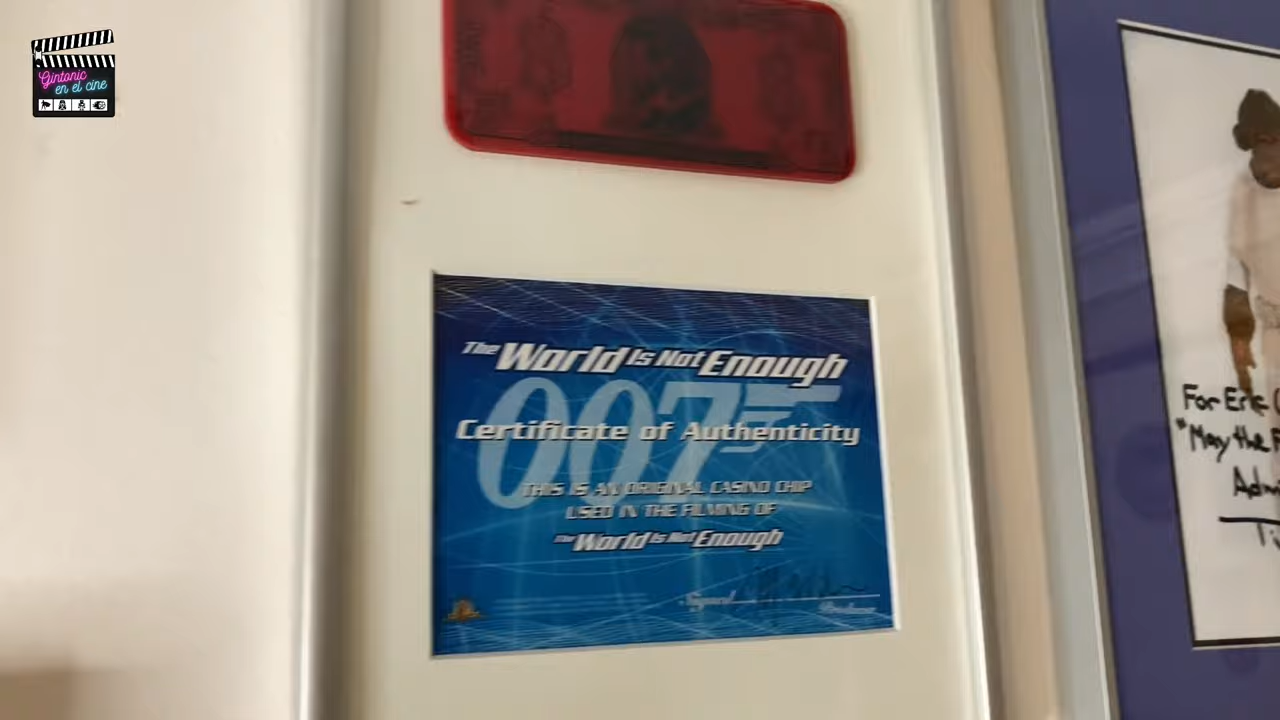 Gintonic
en el cine
The World Is Not Enough
007
Certificate of Authenticity
THIS IS AN ORIGINAL CASINO CHIP
USED IN THE FILMING OF
The World Is Not Enough
Signed
For Eric
"May the